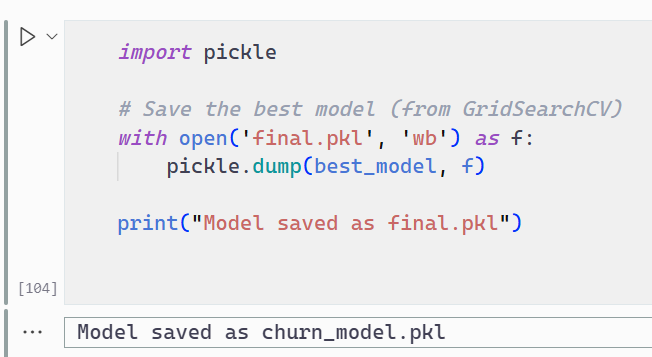 import pickle
# Save the best model (from GridSearchCV)
with open('final.pkl', 'wb') as f:
    pickle.dump(best_model, f)
print("Model saved as final.pkl")
[104]
... Model saved as churn_model.pkl